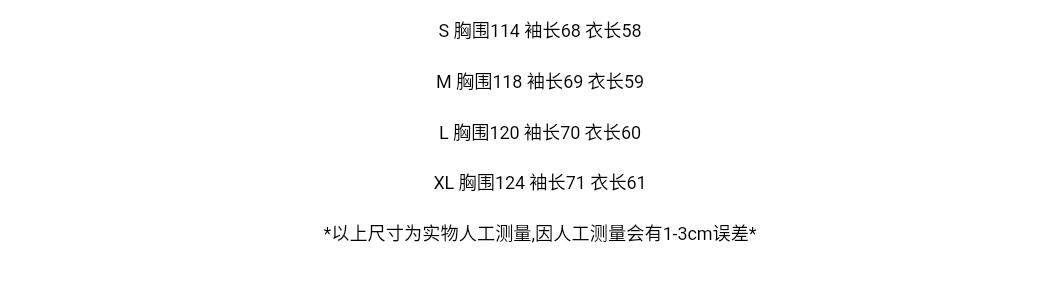 S 胸围114 袖长68 衣长58
M 胸围118 袖长69 衣长59
L 胸围120 袖长70 衣长60
XL 胸围124 袖长71 衣长61
*以上尺寸为实物人工测量,因人工测量会有1-3cm误差*